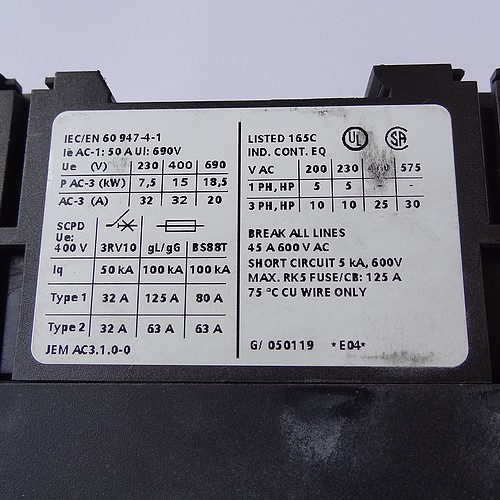 IEC/EN 60 947-4-1
Ie AC-1: 50 A Ui: 690V
Ue (V) 230 400 690
P AC-3 (kW) 7,5 15 18,5
AC-3 (A) 32 32 20
SCPD
Ue;
400 V 3RV10 gL/gG BS88T
Iq 50 kA 100 kA 100 kA
Type 1 32 A 125 A 80 A
Type 2 32 A 63 A 63 A
JEM AC3.1.0-0
LISTED 165C UL SA
IND. CONT. EQ
V AC 200 230 575
1 PH, HP 5 5 - -
3 PH, HP 10 10 25 30
BREAK ALL LINES
45 A 600 V AC
SHORT CIRCUIT 5 kA, 600V
MAX. RK5 FUSE/CB: 125 A
75 °C CU WIRE ONLY
G/ 050119 *E04*